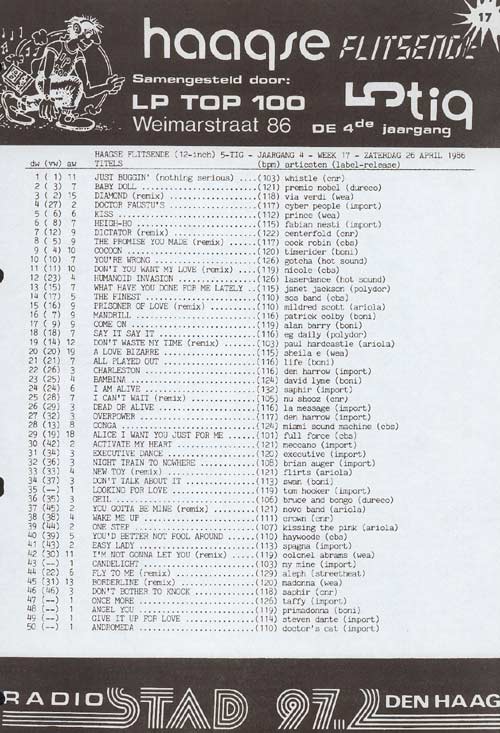 17
haagse FLITSENDE
Samengesteld door:
LP TOP 100
Weimarstraat 86
5tig
DE 4de jaargang
HAAGSE FLITSENDE (12-inch) 5-TIG - JAARGANG 4 - WEEK 17 - ZATERDAG 26 APRIL 1986
dw (vw) aw TITELS (bpm) artiesten (label-release)
1 ( 1) 11 JUST BUGGIN' (nothing serious) ...(103) whistle (cnr)
2 ( 3) 7 BABY DOLL ...(121) premio nobel (dureco)
3 ( 2) 15 DIAMOND (remix) ...(118) via verdi (wea)
4 (27) 2 DOCTOR FAUSTU'S ...(117) cyber people (import)
5 ( 6) 6 KISS ...(112) prince (wea)
6 ( 8) 7 HEIGH-HO ...(115) fabian nesti (import)
7 (12) 9 DICTATOR (remix) ...(122) centerfold (cnr)
8 ( 5) 9 THE PROMISE YOU MADE (remix) ...(117) cock robin (cbs)
9 ( 4) 10 COCOON ...(120) timerider (boni)
10 (10) 7 YOU'RE WRONG ...(126) gotcha (hot sound)
11 (11) 10 DON'T YOU WANT MY LOVE (remix) ...(119) nicole (cbs)
12 (23) 4 HUMANOID INVASION ...(126) laserdance (hot sound)
13 (15) 7 WHAT HAVE YOU DONE FOR ME LATELY ..(115) janet jackson (polydor)
14 (17) 5 THE FINEST ...(110) sos band (cbs)
15 (16) 9 PRISONER OF LOVE (remix) ...(110) mildred scott (ariola)
16 ( 7) 9 MANDRILL ...(116) patrick colby (boni)
17 ( 9) 9 COME ON ...(119) alan barry (boni)
18 (18) 7 SAY IT SAY IT ...(116) eg daily (polydor)
19 (14) 12 DON'T WASTE MY TIME (remix) ...(103) paul hardcastle (ariola)
20 (20) 19 A LOVE BIZARRE ...(115) sheila e (wea)
21 (21) 7 ALL PLAYED OUT ...(116) life (boni)
22 (26) 3 CHARLESTON ...(116) den harrow (import)
23 (25) 4 BAMBINA ...(124) david lyme (boni)
24 (24) 6 I AM ALIVE ...(132) saphir (import)
25 (28) 7 I CAN'T WAIT (remix) ...(105) nu shooz (cnr)
26 (29) 3 DEAD OR ALIVE ...(116) la message (import)
27 (32) 3 OVERPOWER ...(117) den harrow (import)
28 (13) 8 CONGA ...(124) miami sound machine (cbs)
29 (19) 18 ALICE I WANT YOU JUST FOR ME ...(101) full force (cbs)
30 (42) 2 ACTIVATE MY HEART ...(121) meccano (import)
31 (34) 3 EXECUTIVE DANCE ...(120) executive (import)
32 (36) 3 NIGHT TRAIN TO NOWHERE ...(108) brian auger (import)
33 (33) 4 NEW TOY (remix) ...(121) flirts (ariola)
34 (37) 3 DON'T TALK ABOUT IT ...(113) swan (boni)
35 (--) 1 LOOKING FOR LOVE ...(119) tom hooker (import)
36 (35) 3 GEIL ...(106) bruce and bongo (dureco)
37 (45) 2 YOU GOTTA BE MINE (remix) ...(121) novo band (ariola)
38 (38) 4 WAKE ME UP ...(111) crown (cnr)
39 (44) 2 ONE STEP ...(107) kissing the pink (ariola)
40 (39) 5 YOU'D BETTER NOT FOOL AROUND ...(110) haywoode (cbs)
41 (43) 2 EASY LADY ...(113) spagna (import)
42 (30) 11 I'M NOT GONNA LET YOU (remix) ...(119) colonel abrams (wea)
43 (--) 1 CANDELIGHT ...(103) my mine (import)
44 (22) 6 FLY TO ME (remix) ...(129) aleph (streetheat)
45 (31) 13 BORDERLINE (remix) ...(120) madonna (wea)
46 (46) 3 DON'T BOTHER TO KNOCK ...(118) saphir (cnr)
47 (--) 1 ONCE MORE ...(126) taffy (import)
48 (--) 1 ANGEL YOU ...(119) primadonna (boni)
49 (--) 1 GIVE IT UP FOR LOVE ...(114) steven dante (import)
50 (--) 1 ANDROMEDA ...(110) doctor's cat (import)
RADIO STAD 97.2 DEN HAAG